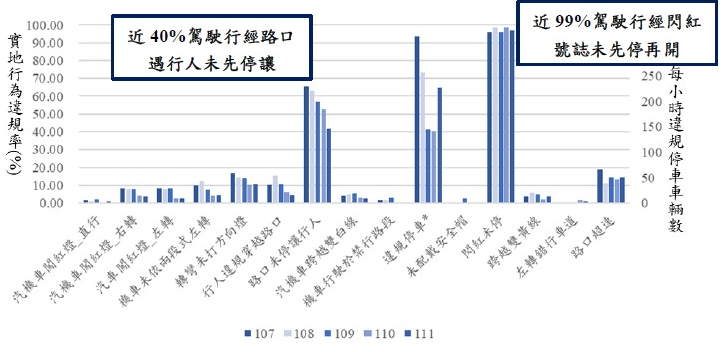 近 40%駕駛行經路口
遇行人未先停讓
近 99%駕駛行經閃紅
號誌未先停再開
實地行為違規率(%)
100.00
90.00
80.00
70.00
60.00
50.00
40.00
30.00
20.00
10.00
0.00
每小時違規停車車輛數
250
200
150
100
50
0
汽機車闖紅燈_直行
汽機車闖紅燈_右轉
汽車闖紅燈_左轉
機車未依兩段式左轉
轉彎未打方向燈
行人違規穿越路口
路口未停讓行人
汽機車跨越雙白線
機車行駛於禁行路段
違規停車*
未配戴安全帽
閃紅未停
跨越雙黃線
左轉錯行車道
路口超速
107
108
109
110
111